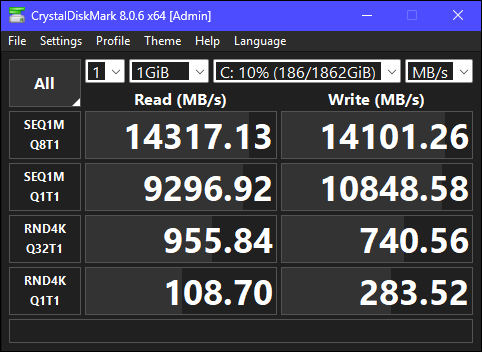 CrystalDiskMark 8.0.6 x64 [Admin]
File Settings Profile Theme Help Language
All 1 1GiB C: 10% (186/1862GiB) MB/s
Read (MB/s) Write (MB/s)
SEQ1M
Q8T1 14317.13 14101.26
SEQ1M
Q1T1 9296.92 10848.58
RND4K
Q32T1 955.84 740.56
RND4K
Q1T1 108.70 283.52